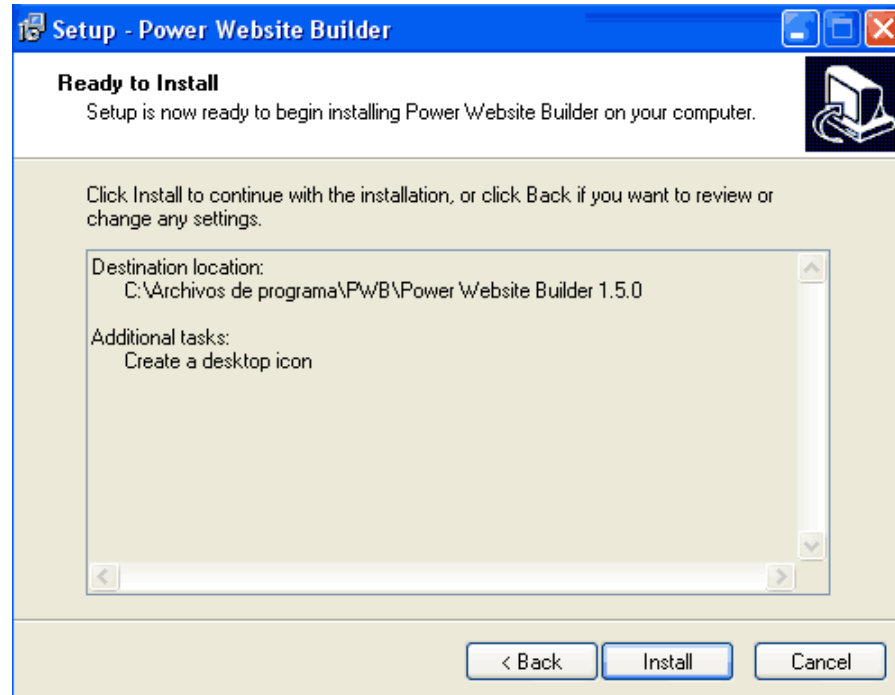 Setup - Power Website Builder
Ready to Install
Setup is now ready to begin installing Power Website Builder on your computer.
Click Install to continue with the installation, or click Back if you want to review or
change any settings.
Destination location:
C:\Archivos de programa\PWB\Power Website Builder 1.5.0
Additional tasks:
Create a desktop icon
< Back
Install
Cancel